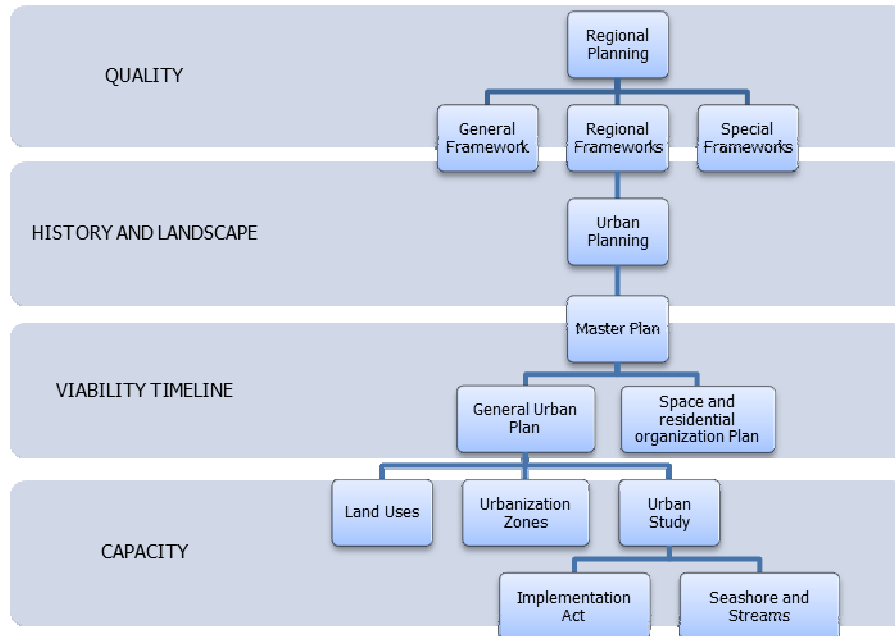 Regional
Planning
QUALITY
General
Framework
Regional
Frameworks
Special
Frameworks
HISTORY AND LANDSCAPE
Urban
Planning
Master Plan
VIABILITY TIMELINE
General Urban
Plan
Space and
residential
organization Plan
Land Uses
Urbanization
Zones
Urban
Study
CAPACITY
Implementation
Act
Seashore and
Streams